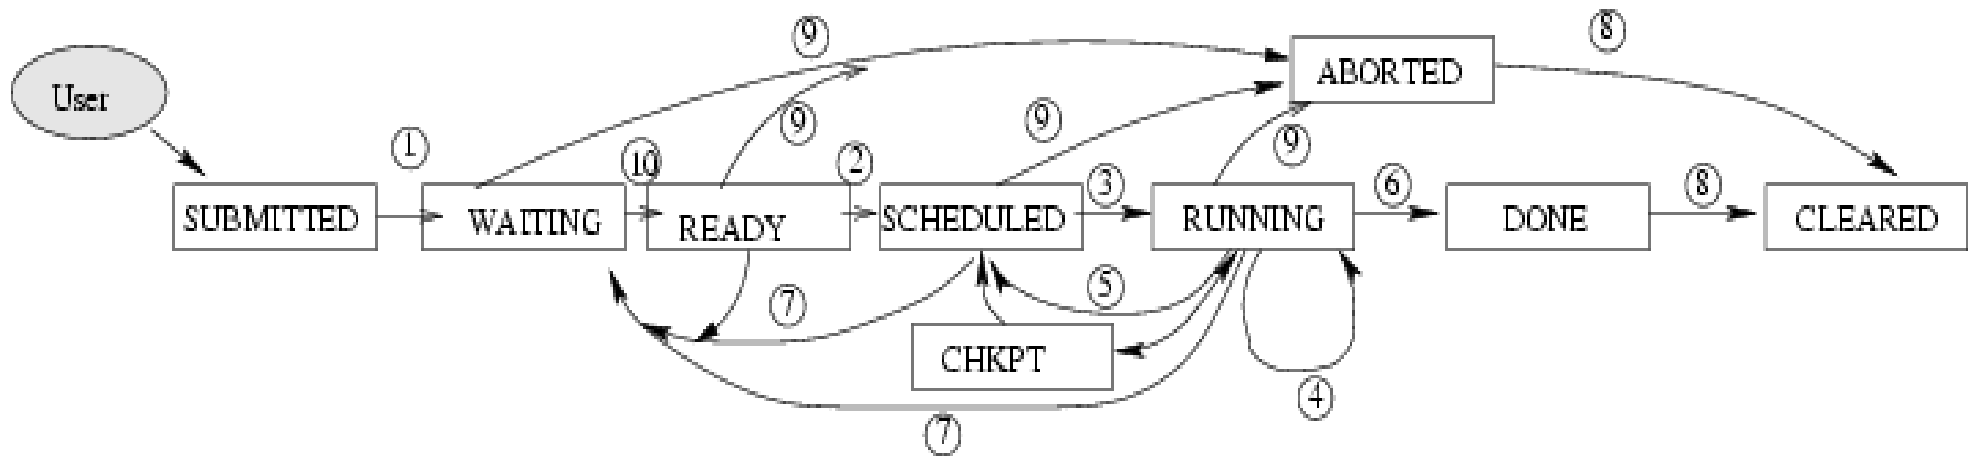 9
8
User
ABORTED
9
9
9
1
10
2
3
6
8
SUBMITTED
WAITING
READY
SCHEDULED
RUNNING
DONE
CLEARED
7
5
CHKPT
4
7